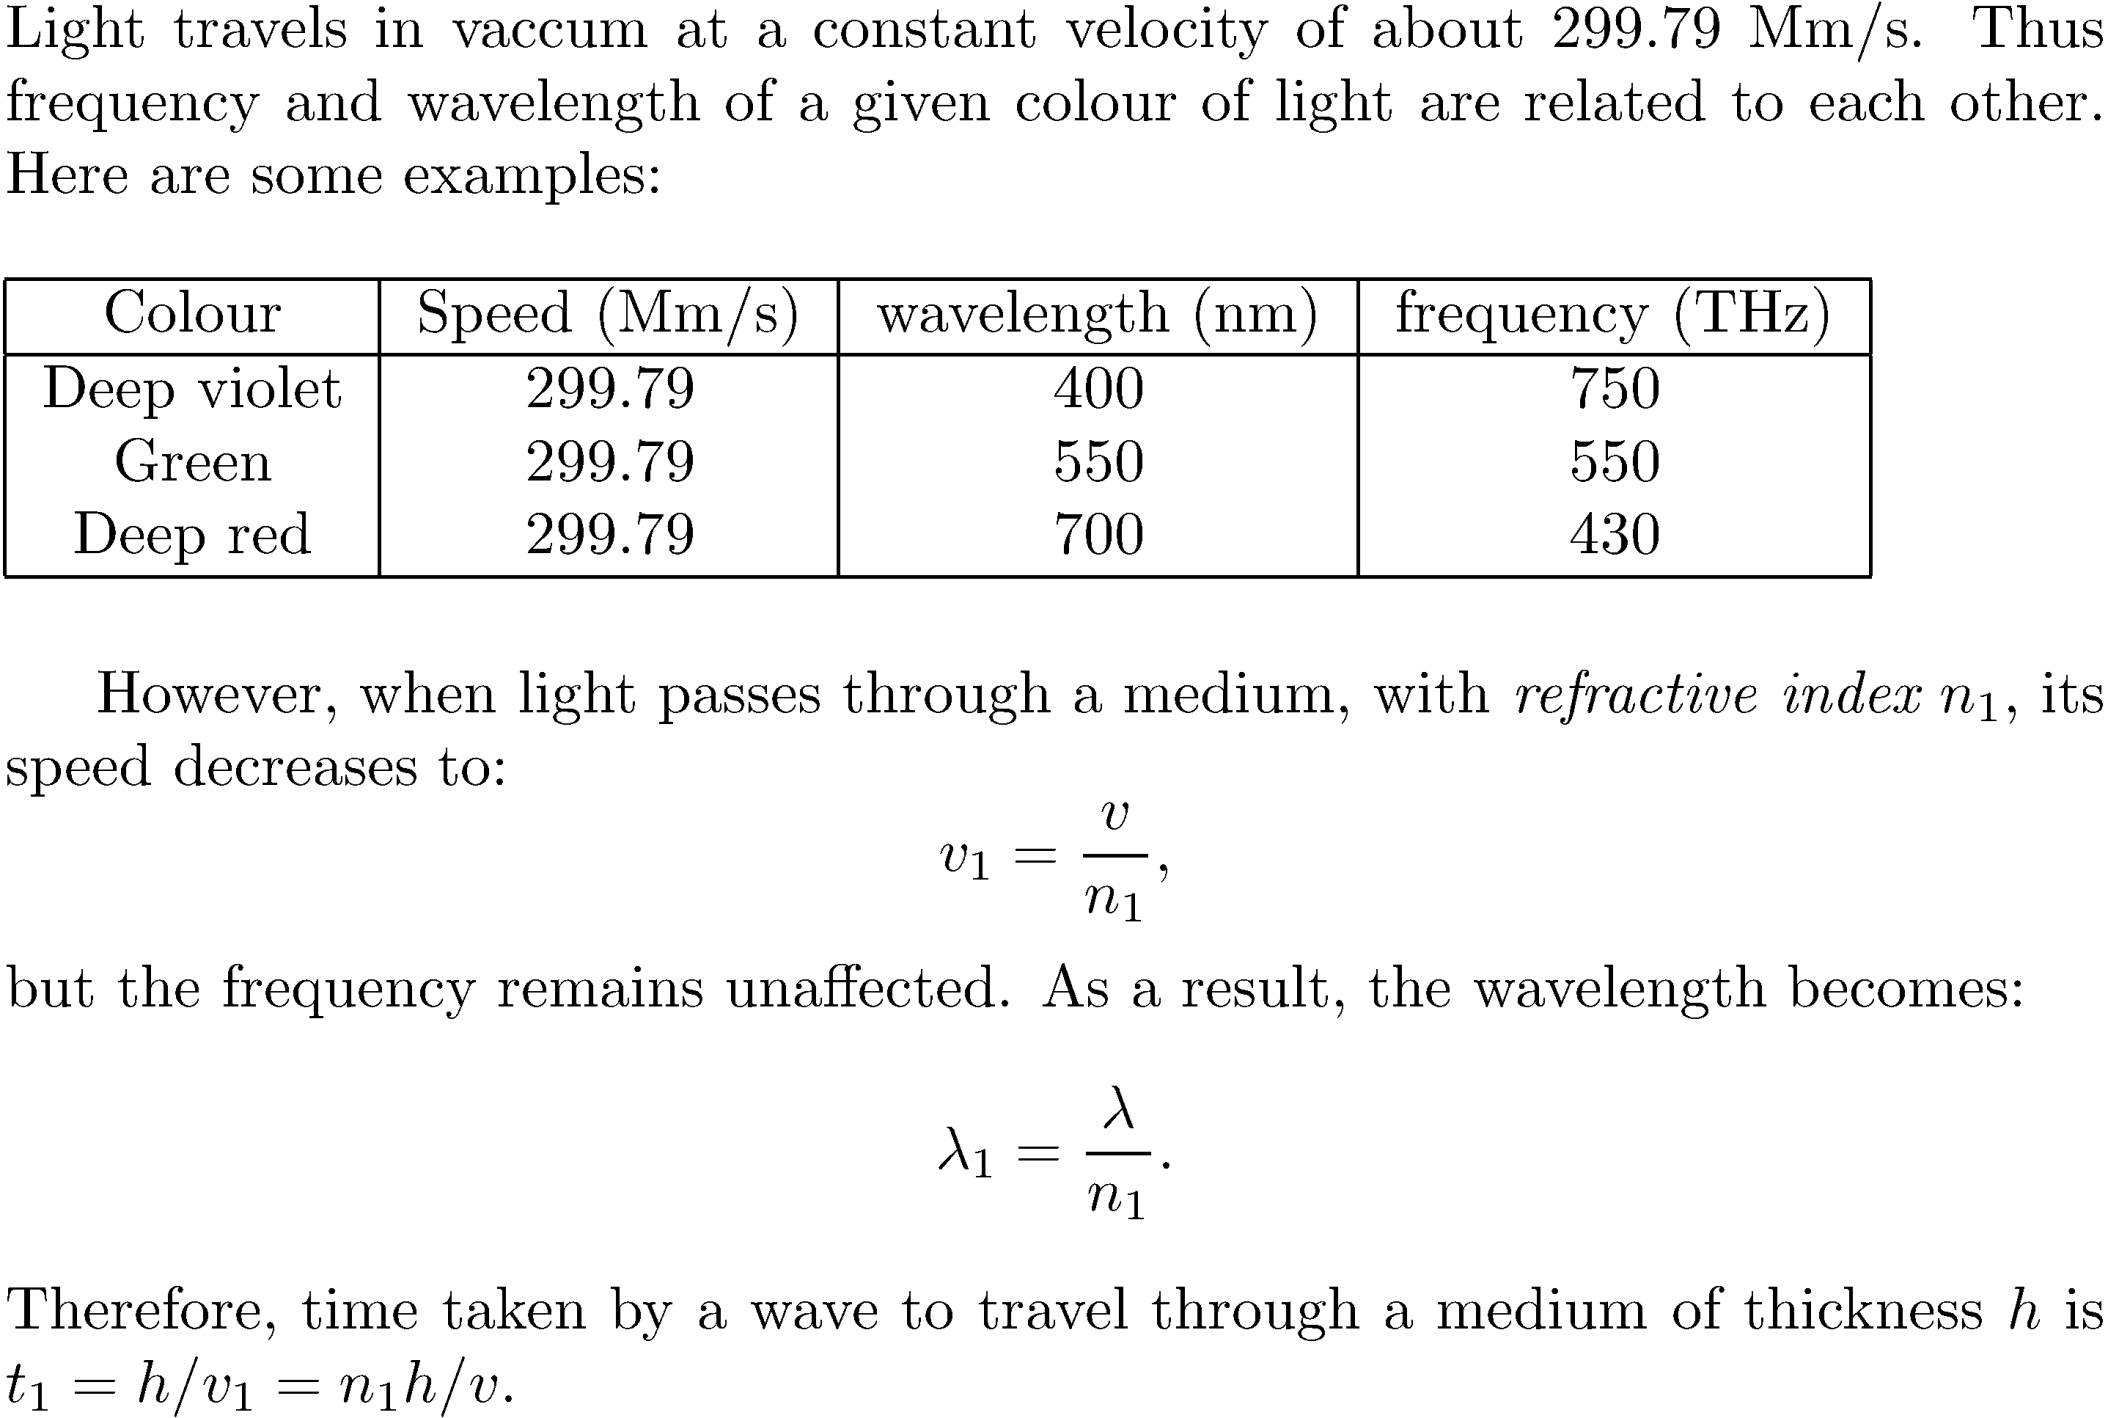 Light travels in vaccum at a constant velocity of about 299.79 Mm/s. Thus
frequency and wavelength of a given colour of light are related to each other.
Here are some examples:
Colour Speed (Mm/s) wavelength (nm) frequency (THz)
Deep violet 299.79 400 750
Green 299.79 550 550
Deep red 299.79 700 430
However, when light passes through a medium, with refractive index n₁, its
speed decreases to:
v₁ = v/n₁,
but the frequency remains unaffected. As a result, the wavelength becomes:
λ₁ = λ/n₁.
Therefore, time taken by a wave to travel through a medium of thickness h is
t₁ = h/v₁ = n₁h/v.